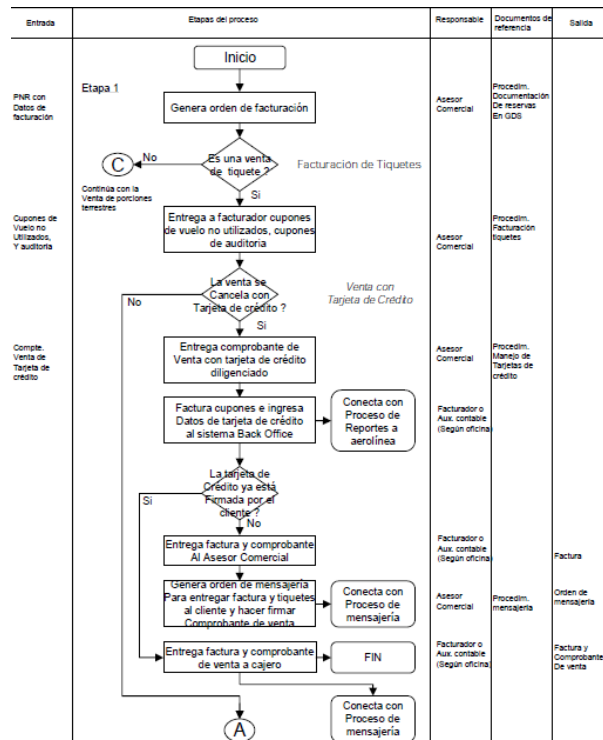 Entrada
Etapas del proceso
Responsable
Documentos de
referencia
Salida
Inicio
Etapa 1
PNR con
Datos de
facturación
Genera orden de facturación
Asesor
Comercial
Procedim.
Documentación
De reservas
En GDS
Es una venta
de tiquete ?
No
C
Facturación de Tiquetes
Continúa con la
Venta de porciones
terrestres
Si
Cupones de
Vuelo no
Utilizados,
Y auditoria
Entrega a facturador cupones
de vuelo no utilizados, cupones
de auditoria
Asesor
Comercial
Procedim.
Facturación
tiquetes
La venta se
Cancela con
Tarjeta de crédito ?
No
Venta con
Tarjeta de Crédito
Si
Compte.
Venta de
Tarjeta de
crédito
Entrega comprobante de
Venta con tarjeta de crédito
diligenciado
Asesor
Comercial
Procedim.
Manejo de
Tarjetas de
crédito
Factura cupones e ingresa
Datos de tarjeta de crédito
al sistema Back Office
Conecta con
Proceso de
Reportes a
aerolínea
Facturador o
Aux. contable
(Según oficina)
La tarjeta de
Crédito ya está
Firmada por el
cliente ?
Si
No
Entrega factura y comprobante
Al Asesor Comercial
Facturador o
Aux. contable
(Según oficina)
Factura
Genera orden de mensajería
Para entregar factura y tiquetes
al cliente y hacer firmar
Comprobante de venta
Conecta con
Proceso de
mensajería
Asesor
Comercial
Procedim.
mensajería
Orden de
mensajería
Entrega factura y comprobante
de venta a cajero
FIN
Facturador o
Aux. contable
(Según oficina)
Factura y
Comprobante
De venta
A
Conecta con
Proceso de
mensajería